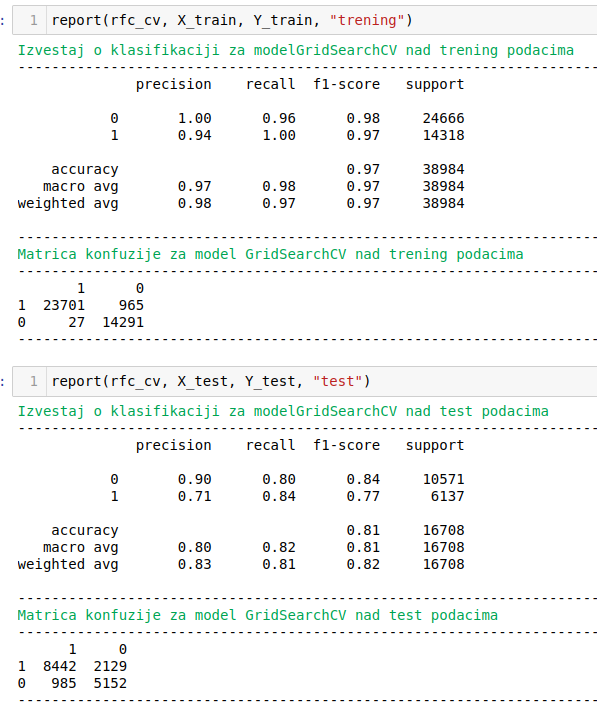 : 1 report(rfc_cv, X_train, Y_train, "trening")
Izvestaj o klasifikaciji za modelGridSearchCV nad trening podacima
--------------------------------------------------------------------
precision recall f1-score support
0 1.00 0.96 0.98 24666
1 0.94 1.00 0.97 14318
accuracy 0.97 38984
macro avg 0.97 0.98 0.97 38984
weighted avg 0.98 0.97 0.97 38984
--------------------------------------------------------------------
Matrica konfuzije za model GridSearchCV nad trening podacima
--------------------------------------------------------------------
1 0
1 23701 965
0 27 14291
--------------------------------------------------------------------
: 1 report(rfc_cv, X_test, Y_test, "test")
Izvestaj o klasifikaciji za modelGridSearchCV nad test podacima
--------------------------------------------------------------------
precision recall f1-score support
0 0.90 0.80 0.84 10571
1 0.71 0.84 0.77 6137
accuracy 0.81 16708
macro avg 0.80 0.82 0.81 16708
weighted avg 0.83 0.81 0.82 16708
--------------------------------------------------------------------
Matrica konfuzije za model GridSearchCV nad test podacima
--------------------------------------------------------------------
1 0
1 8442 2129
0 985 5152
--------------------------------------------------------------------